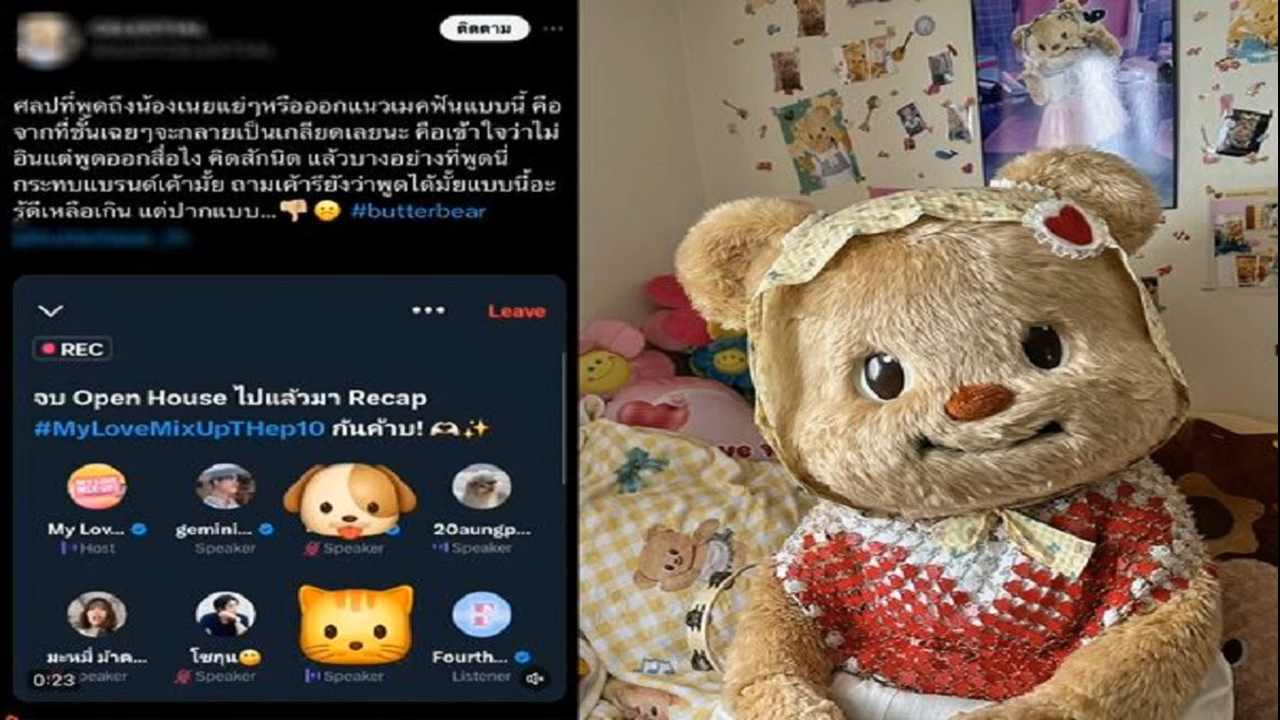 ติดตาม
ศลปที่พูดถึงน้องเนยแย่ๆหรือออกแนวเมคฟันแบบนี้ คือ
จากที่ชั้นเฉยๆจะกลายเป็นเกลียดเลยนะ คือเข้าใจว่าไม่
อินแต่พูดออกสื่อไง คิดสักนิด แล้วบางอย่างที่พูดนี่
กระทบแบรนด์เค้ามั้ย ถามเค้ารึยังว่าพูดได้มั้ยแบบนี้อะ
รู้ดีเหลือเกิน แต่ปากแบบ...👎🏻☹️ #butterbear
Leave
REC
จบ Open House ไปแล้วมา Recap
#MyLoveMixUpTHep10 กันค้าบ! 🫶🏻✨
My Lov... gemini... 20aungp...
Host Speaker Speaker Speaker
มะหมี่ ม้าด... โซกุน😄 Fourth...
peaker Speaker Speaker Listener
0:23